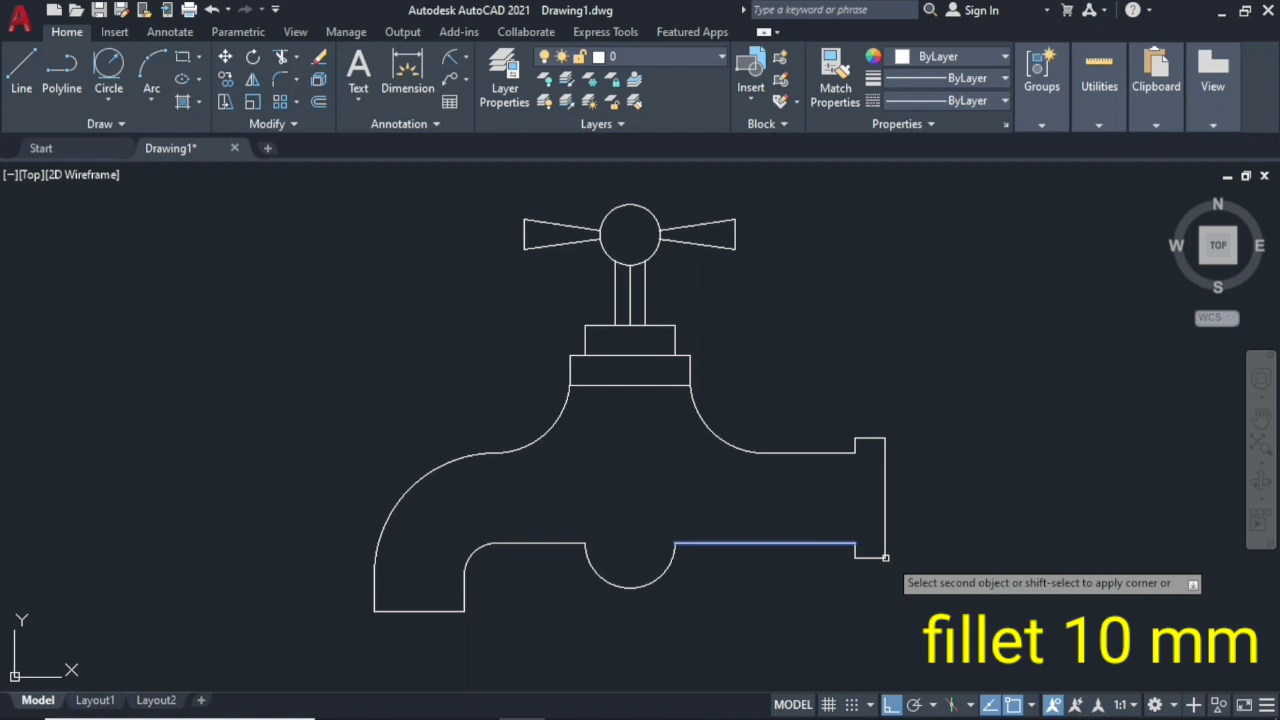 Autodesk AutoCAD 2021 Drawing1.dwg
Type a keyword or phrase
Sign In
Home Insert Annotate Parametric View Manage Output Add-ins Collaborate Express Tools Featured Apps
0
ByLayer
ByLayer
ByLayer
Line Polyline Circle Arc
Text Dimension
Layer Properties
Insert
Match Properties
Groups Utilities Clipboard View
Draw Modify Annotation Layers Block Properties
Start Drawing1*
[−][Top][2D Wireframe]
N
W TOP E
S
WCS
Select second object or shift-select to apply corner or
fillet 10 mm
Y
X
Model Layout1 Layout2
MODEL
1:1